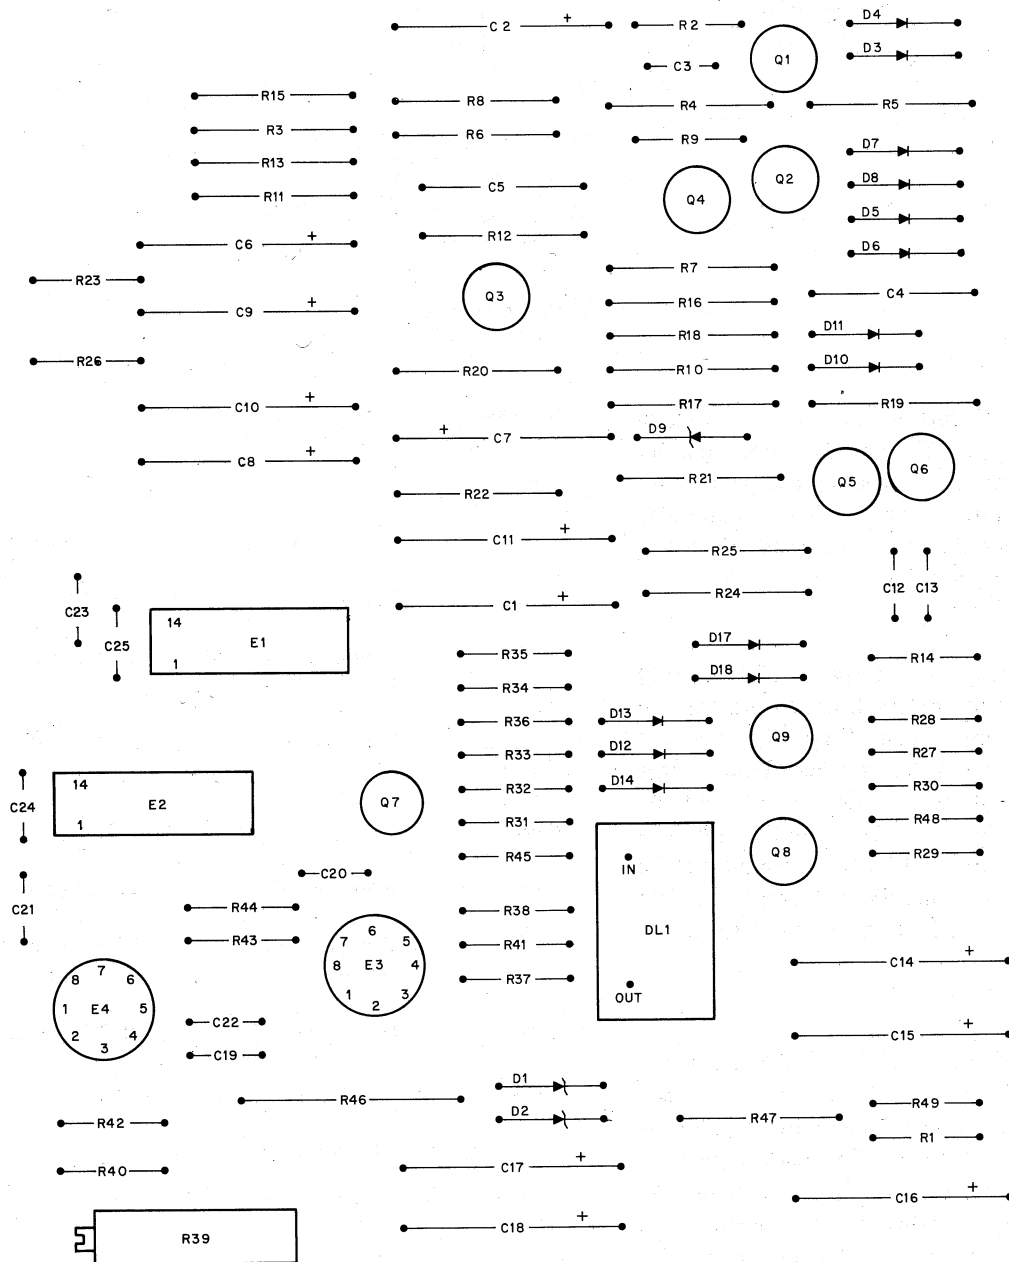 C2 + R2 D4
Q1
D3
C3
R15 R8 R4 R5
R3 R6 R9
D7
R13 Q2 D8
C5
R11 Q4
D5
C6 + R12
D6
R23 R7
Q3 C4
C9 + R16
D11
R18
R26 D10
R20 R10
C10 + R17 R19
+ C7 D9
C8 + Q6
R21 Q5
R22
C11 + R25
C23 C12 C13
R24
C1 +
14
E1 C25
1
D17
R35 R14
D18
R34
D13
R36 R28
Q9
D12
R33 R27
14
D14
R32 R30
C24 E2 Q7
1
R31 R48
R45 Q8 R29
IN
C20
C21 R44 R38
DL1
R43 R41
7 6 5
8 E3 4
1 2 3
R37 C14 +
OUT
8 7 6
1 E4 5
2 3 4
C22 C15 +
C19
D1
R46 R49
D2
R42 R47
R1
C17 +
R40
C16 +
C18 +
R39